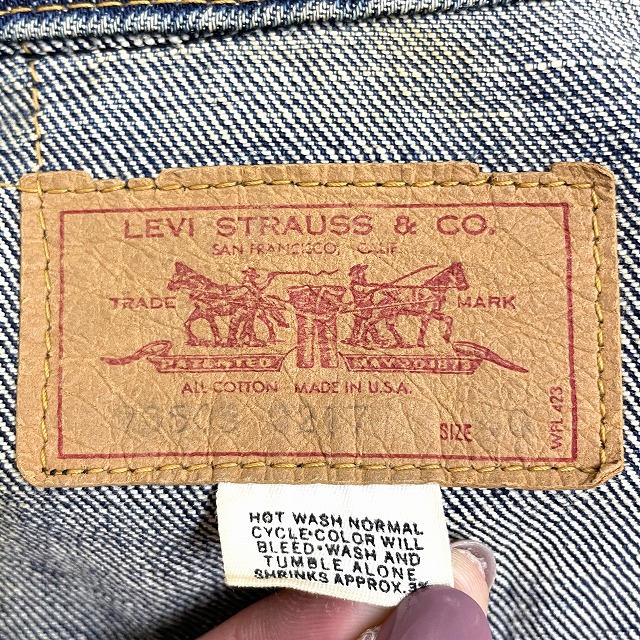 LEVI STRAUSS & CO.
SAN FRANCISCO, CALIF.
TRADE MARK
PATENTED MAY 20 1873
ALL COTTON MADE IN U.S.A.
0217
SIZE
WPL 423
HOT WASH NORMAL
CYCLE·COLOR WILL
BLEED·WASH AND
TUMBLE ALONE
SHRINKS APPROX.